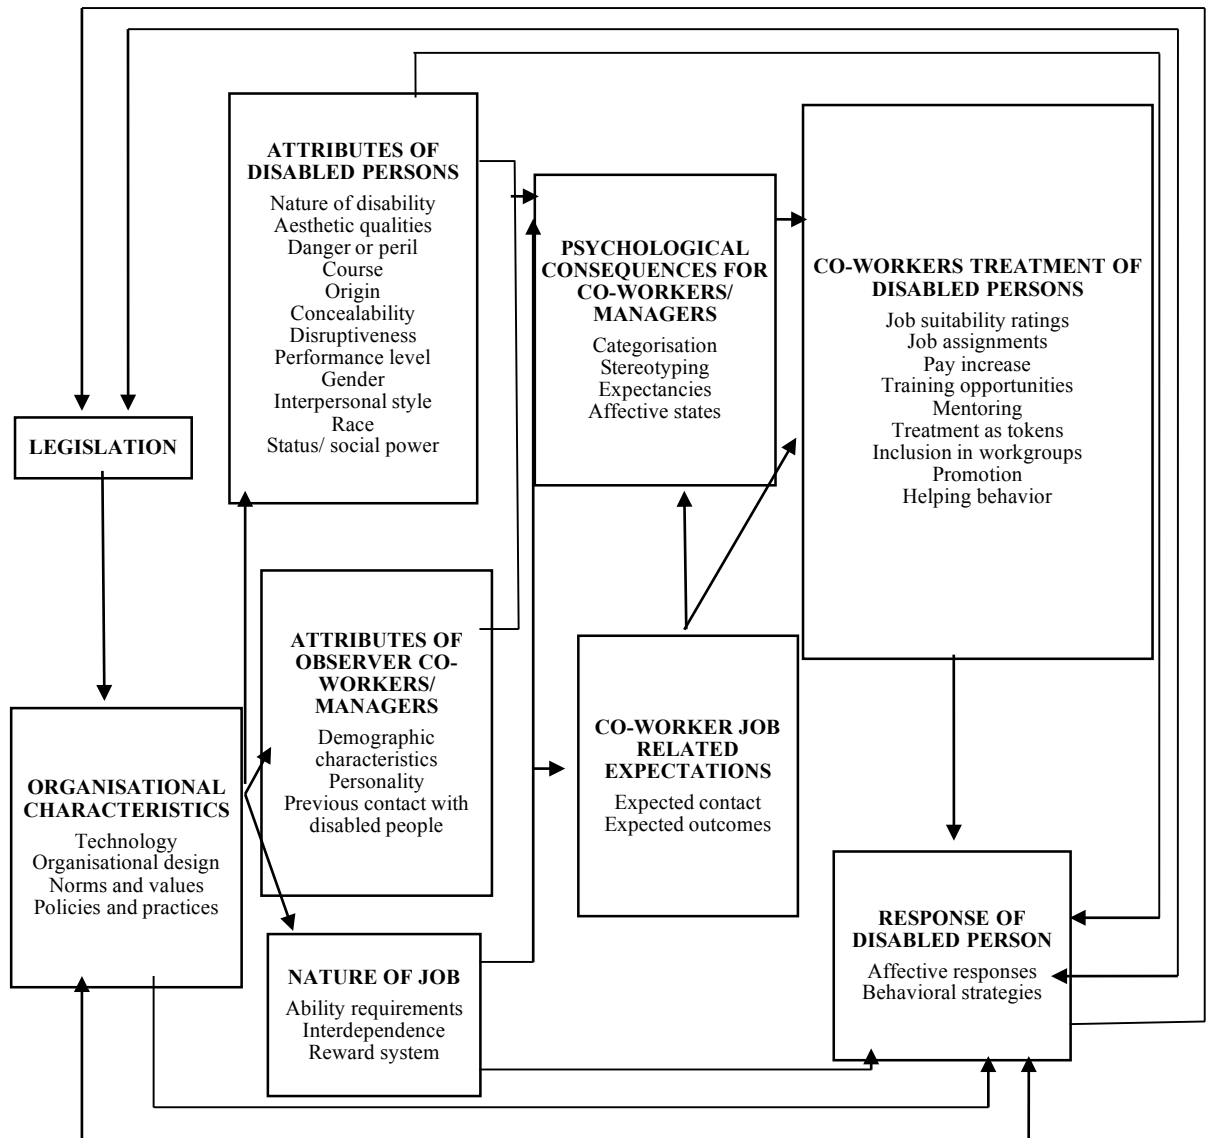 ATTRIBUTES OF
DISABLED PERSONS
Nature of disability
Aesthetic qualities
Danger or peril
Course
Origin
Concealability
Disruptiveness
Performance level
Gender
Interpersonal style
Race
Status/ social power
PSYCHOLOGICAL
CONSEQUENCES FOR
CO-WORKERS/
MANAGERS
Categorisation
Stereotyping
Expectancies
Affective states
CO-WORKERS TREATMENT OF
DISABLED PERSONS
Job suitability ratings
Job assignments
Pay increase
Training opportunities
Mentoring
Treatment as tokens
Inclusion in workgroups
Promotion
Helping behavior
LEGISLATION
ATTRIBUTES OF
OBSERVER CO-
WORKERS/
MANAGERS
Demographic
characteristics
Personality
Previous contact with
disabled people
CO-WORKER JOB
RELATED
EXPECTATIONS
Expected contact
Expected outcomes
ORGANISATIONAL
CHARACTERISTICS
Technology
Organisational design
Norms and values
Policies and practices
NATURE OF JOB
Ability requirements
Interdependence
Reward system
RESPONSE OF
DISABLED PERSON
Affective responses
Behavioral strategies